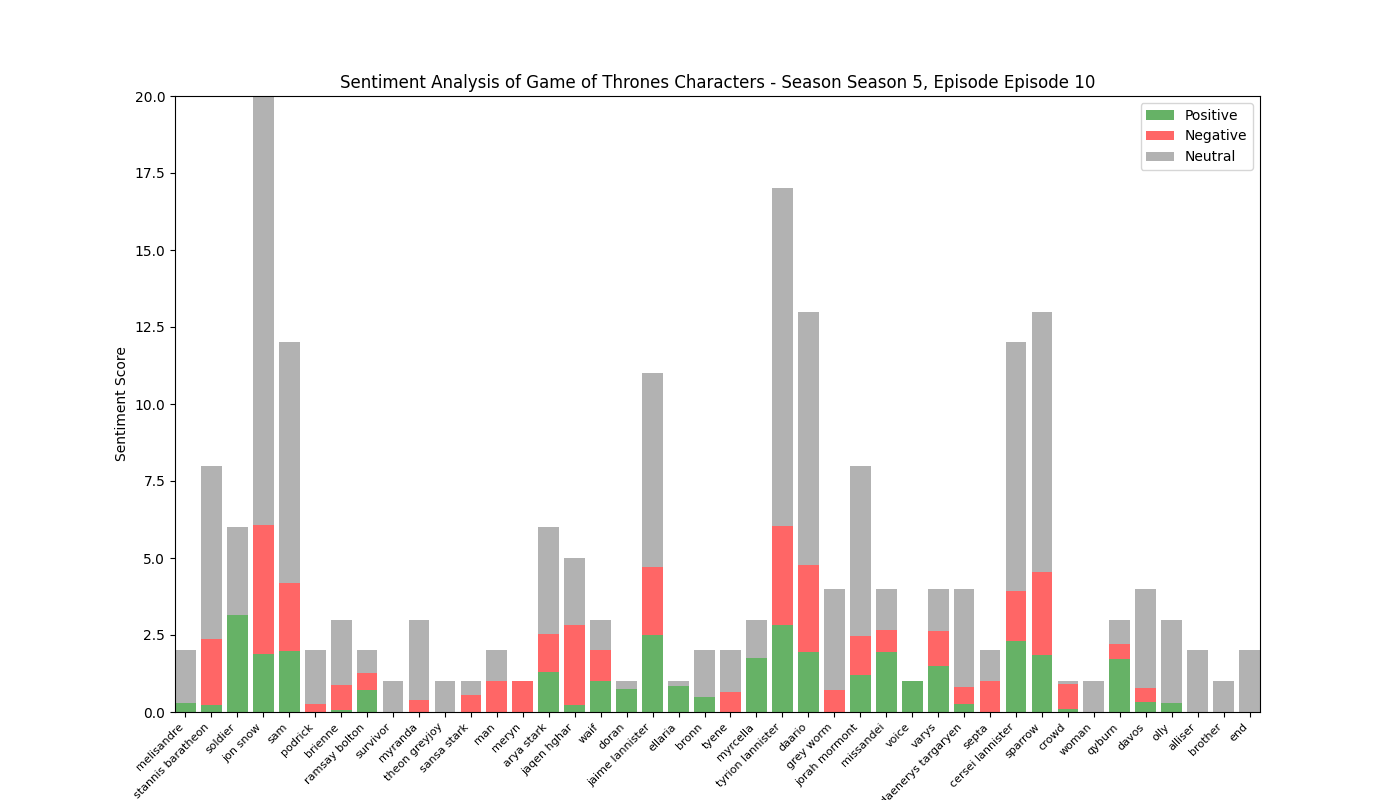 Sentiment Analysis of Game of Thrones Characters - Season Season 5, Episode Episode 10
Positive
Negative
Neutral
Sentiment Score
20.0
17.5
15.0
12.5
10.0
7.5
5.0
2.5
0.0
melisandre
stannis baratheon
soldier
jon snow
sam
podrick
brienne
ramsay bolton
survivor
myranda
theon greyjoy
sansa stark
man
meryn
arya stark
jaqen hghar
waif
doran
jaime lannister
ellaria
bronn
tyene
myrcella
tyrion lannister
daario
grey worm
jorah mormont
missandei
voice
varys
daenerys targaryen
septa
cersei lannister
sparrow
crowd
woman
qyburn
davos
olly
alliser
brother
end